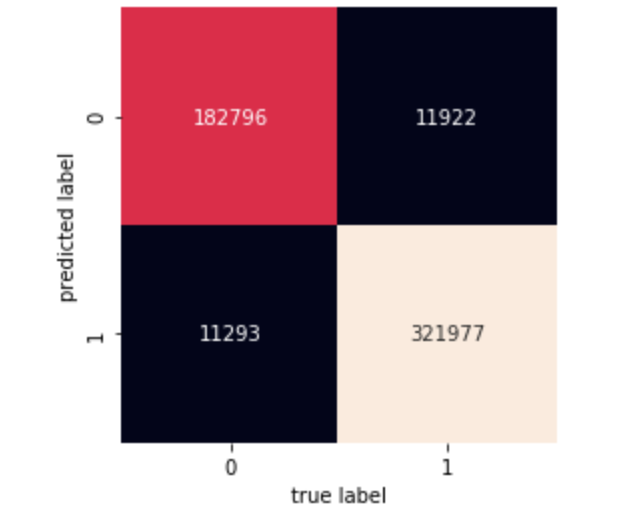 0
182796 11922
predicted label
1
11293 321977
0 1
true label